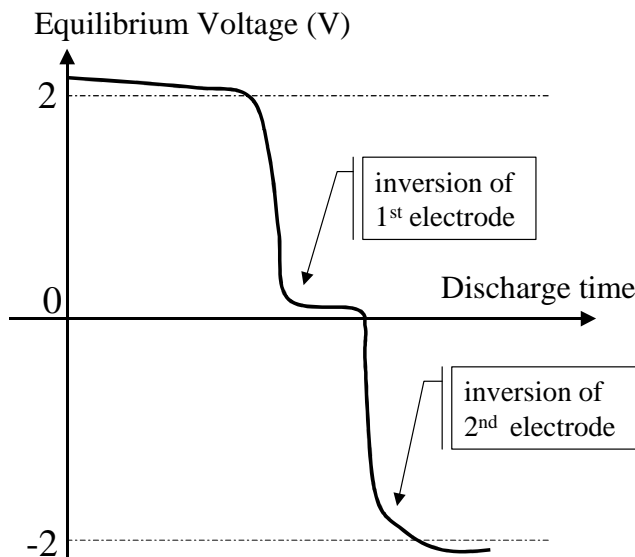 Equilibrium Voltage (V)
2
inversion of
1st electrode
0
Discharge time
inversion of
2nd electrode
-2